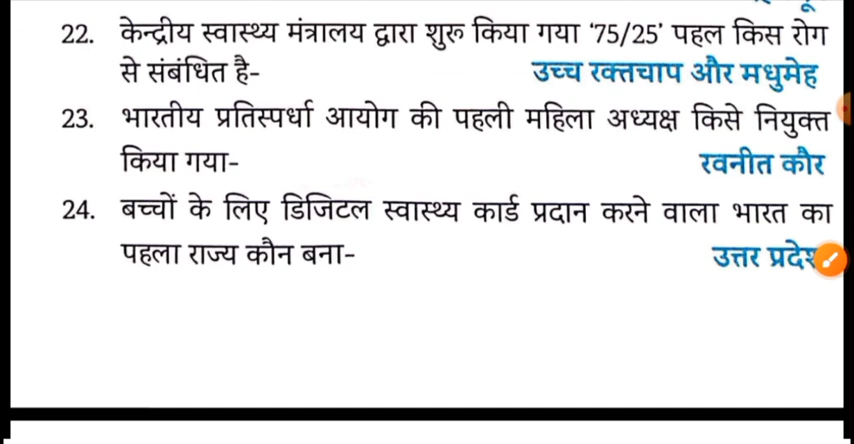 22. केन्द्रीय स्वास्थ्य मंत्रालय द्वारा शुरु किया गया '75/25' पहल किस रोग
से संबंधित है- उच्च रक्तचाप और मधुमेह
23. भारतीय प्रतिस्पर्धा आयोग की पहली महिला अध्यक्ष किसे नियुक्त
किया गया- रवनीत कौर
24. बच्चों के लिए डिजिटल स्वास्थ्य कार्ड प्रदान करने वाला भारत का
पहला राज्य कौन बना- उत्तर